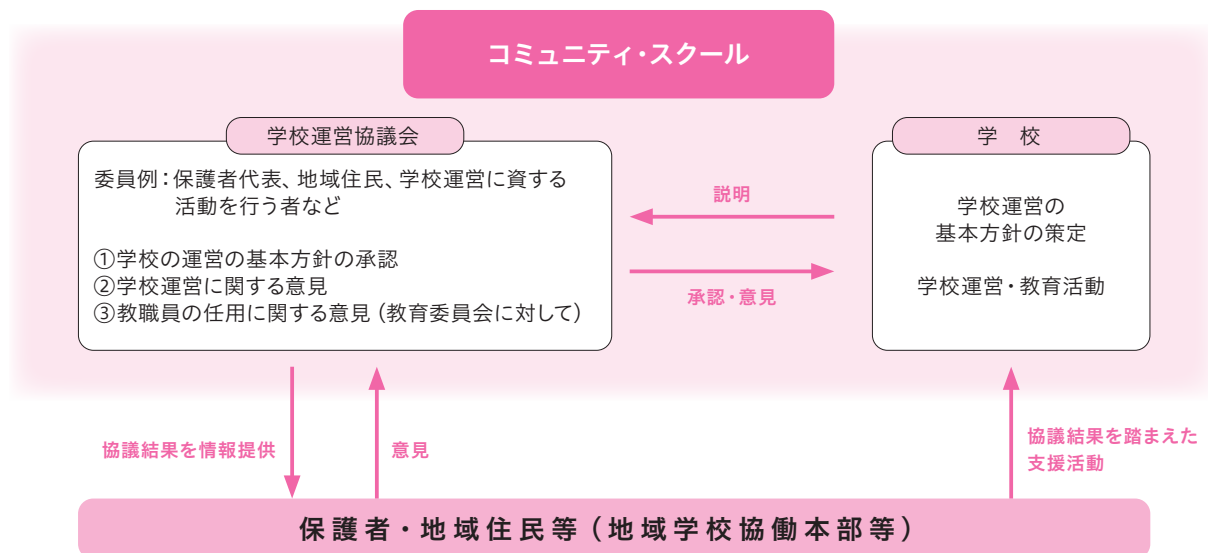 コミュニティ・スクール
学校運営協議会
委員例：保護者代表、地域住民、学校運営に資する
活動を行う者など
①学校の運営の基本方針の承認
②学校運営に関する意見
③教職員の任用に関する意見（教育委員会に対して）
説明
承認・意見
学　校
学校運営の
基本方針の策定
学校運営・教育活動
協議結果を情報提供
意見
協議結果を踏まえた
支援活動
保護者・地域住民等（地域学校協働本部等）